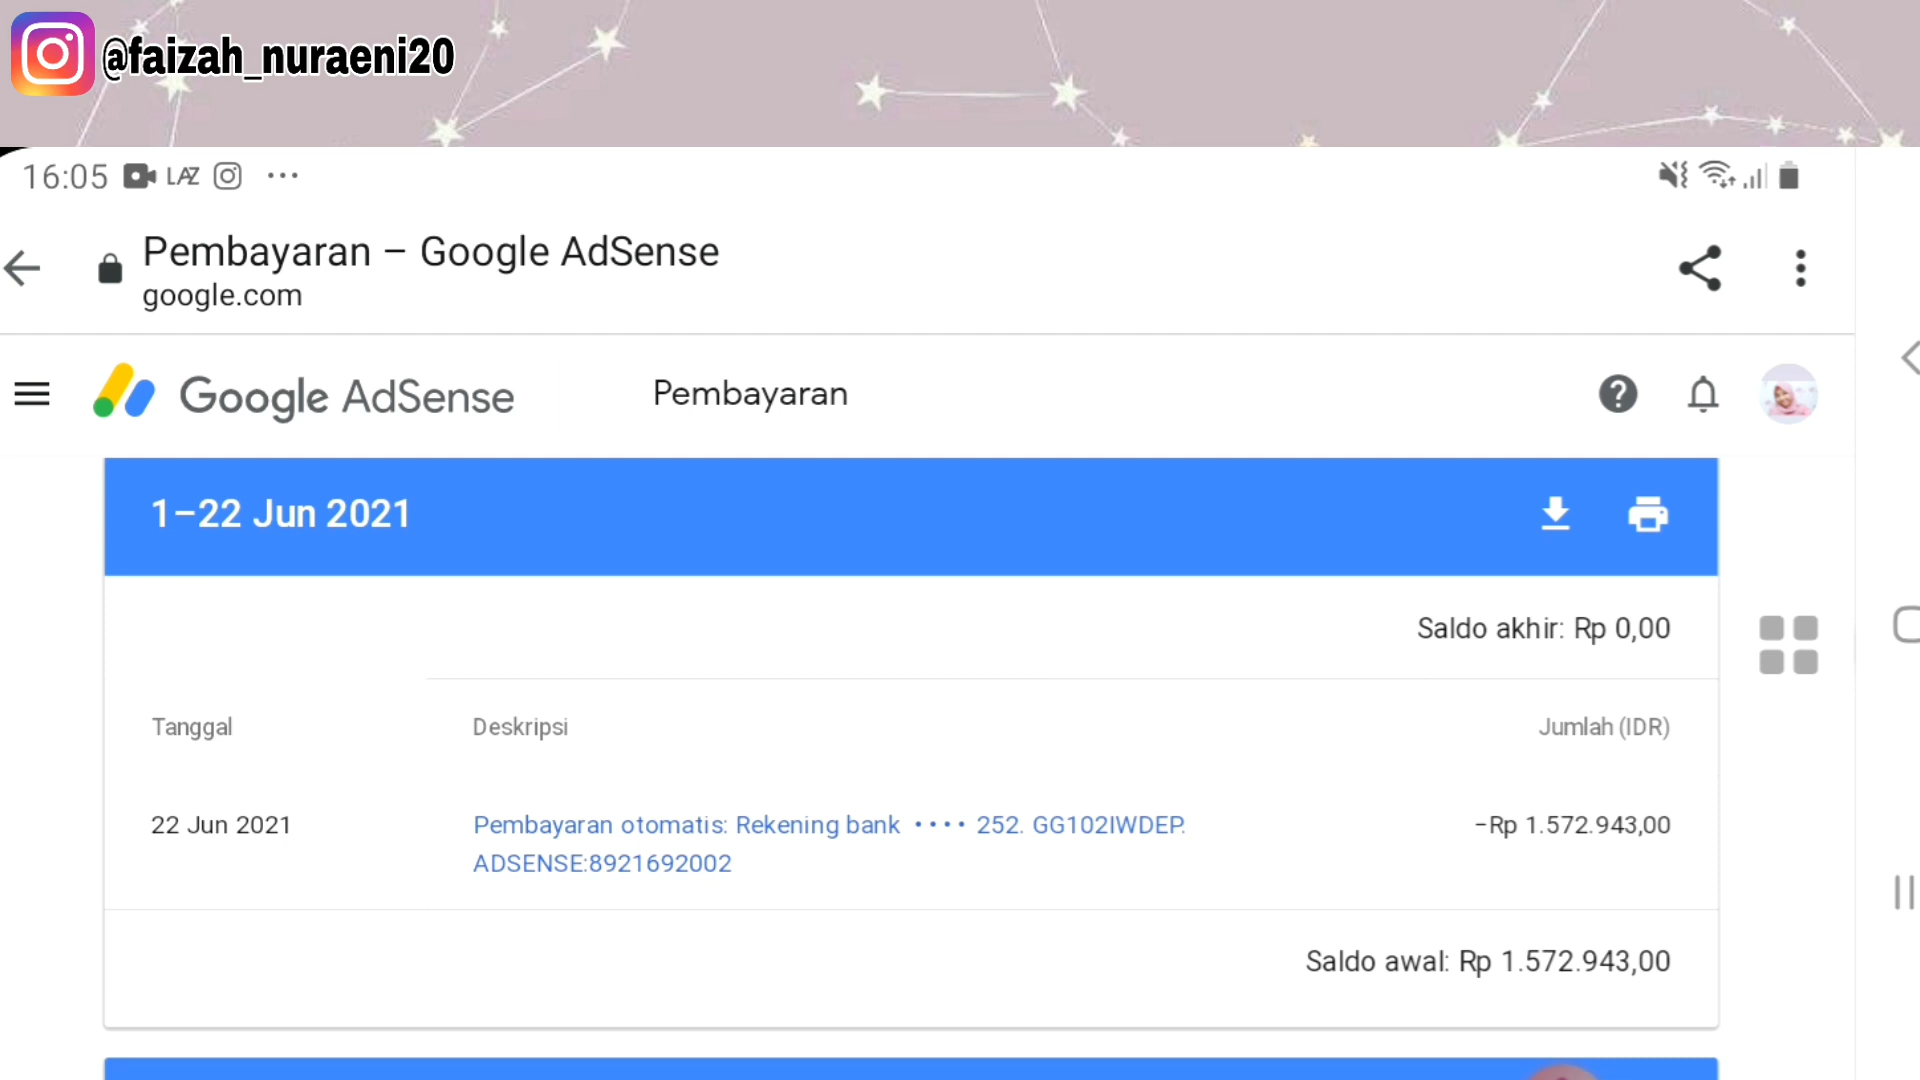 @faizah_nuraeni20
16:05 LAZ
Pembayaran – Google AdSense
google.com
Google AdSense Pembayaran
1–22 Jun 2021
Saldo akhir: Rp 0,00
Tanggal Deskripsi Jumlah (IDR)
22 Jun 2021 Pembayaran otomatis: Rekening bank •••• 252. GG102IWDEP. −Rp 1.572.943,00
ADSENSE:8921692002
Saldo awal: Rp 1.572.943,00